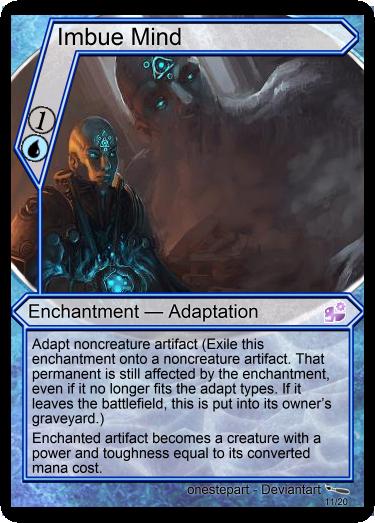 Imbue Mind
1
Enchantment — Adaptation
Adapt noncreature artifact (Exile this
enchantment onto a noncreature artifact. That
permanent is still affected by the enchantment,
even if it no longer fits the adapt types. If it
leaves the battlefield, this is put into its owner's
graveyard.)
Enchanted artifact becomes a creature with a
power and toughness equal to its converted
mana cost.
onestepart - Deviantart
11/20